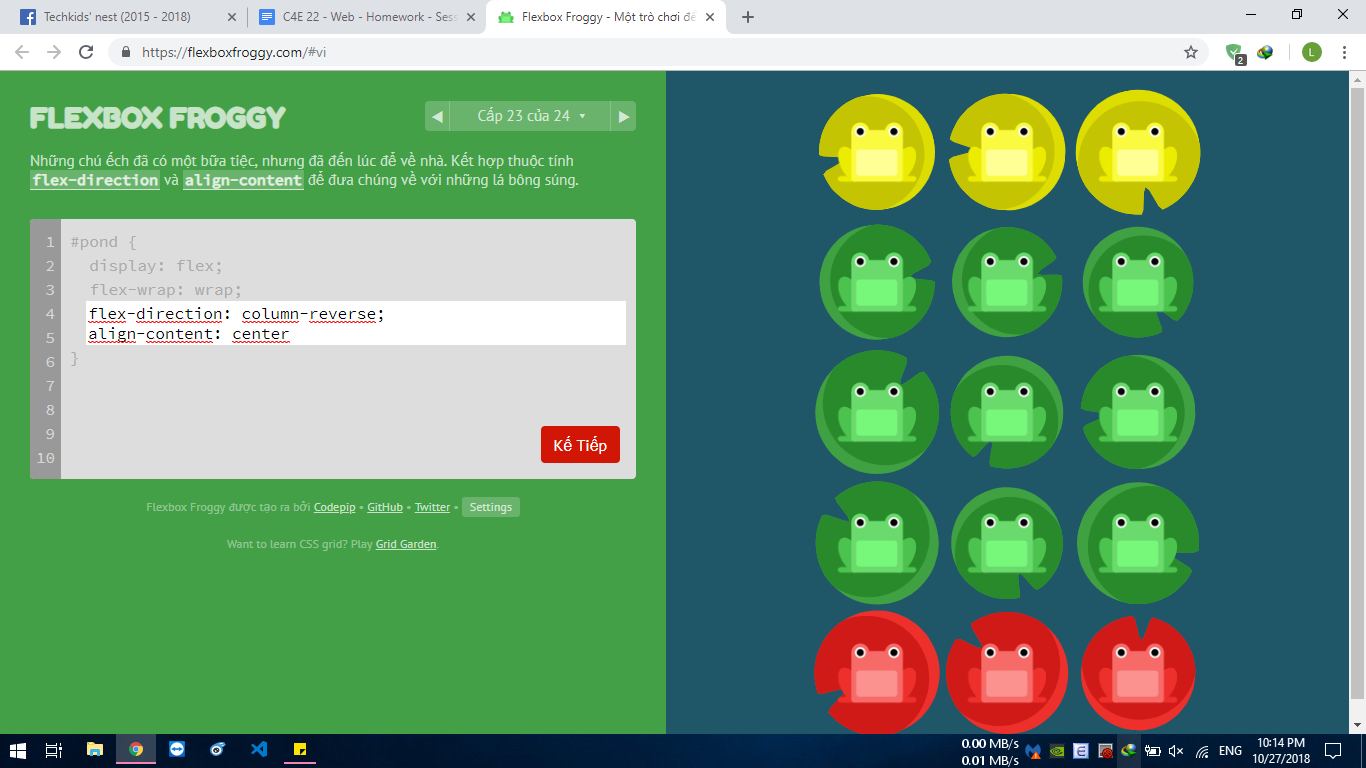 Techkids' nest (2015 - 2018)
C4E 22 - Web - Homework - Sess
Flexbox Froggy - Một trò chơi để
https://flexboxfroggy.com/#vi
2
L
FLEXBOX FROGGY
Cấp 23 của 24
Những chú ếch đã có một bữa tiệc, nhưng đã đến lúc để về nhà. Kết hợp thuộc tính
flex-direction và align-content để đưa chúng về với những lá bông súng.
1 #pond {
2 display: flex;
3 flex-wrap: wrap;
4 flex-direction: column-reverse;
5 align-content: center
6 }
7
8
9
10
Kế Tiếp
Flexbox Froggy được tạo ra bởi Codepip • GitHub • Twitter • Settings
Want to learn CSS grid? Play Grid Garden.
0.00 MB/s
0.01 MB/s
ENG
10:14 PM
10/27/2018